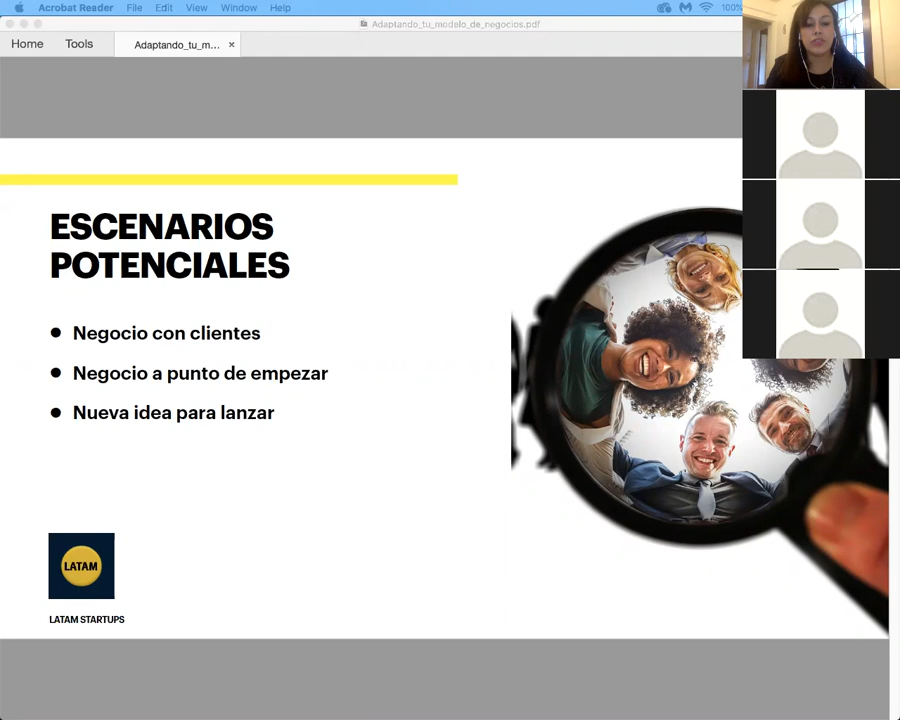 Acrobat Reader File Edit View Window Help 100%
Adaptando_tu_modelo_de_negocios.pdf
Home Tools Adaptando_tu_m... ×
ESCENARIOS
POTENCIALES
● Negocio con clientes
● Negocio a punto de empezar
● Nueva idea para lanzar
LATAM
LATAM STARTUPS